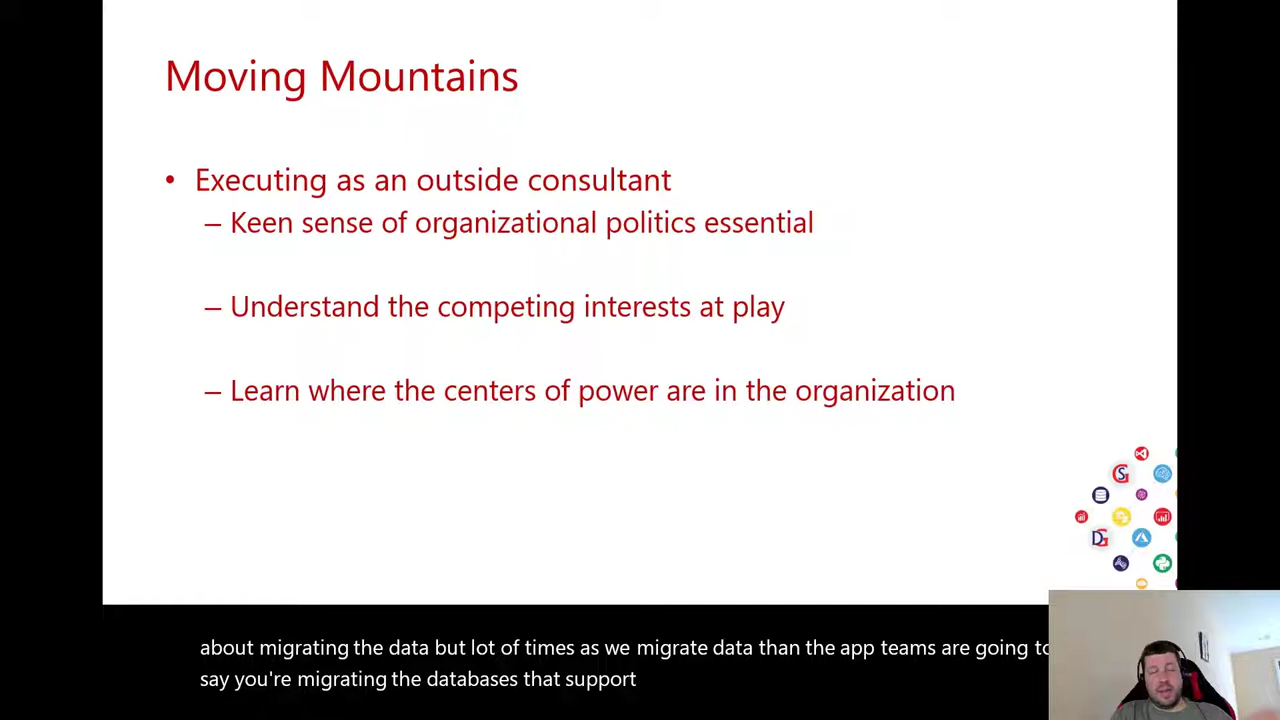 Moving Mountains
• Executing as an outside consultant
– Keen sense of organizational politics essential
– Understand the competing interests at play
– Learn where the centers of power are in the organization
about migrating the data but lot of times as we migrate data than the app teams are going to
say you're migrating the databases that support